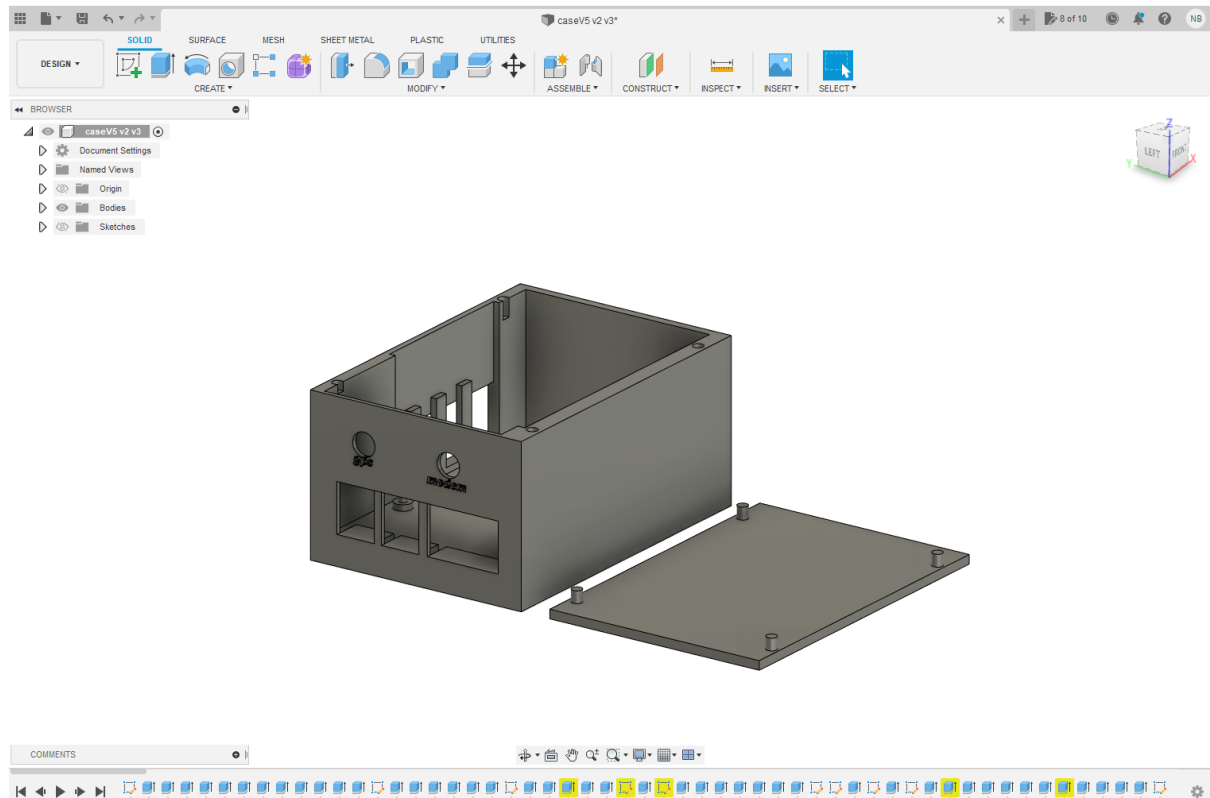 caseV5 v2 v3*
8 of 10
NB
SOLID SURFACE MESH SHEET METAL PLASTIC UTILITIES
DESIGN
CREATE MODIFY ASSEMBLE CONSTRUCT INSPECT INSERT SELECT
BROWSER
caseV5 v2 v3
Document Settings
Named Views
Origin
Bodies
Sketches
Z
LEFT FRONT
Y X
modem
COMMENTS